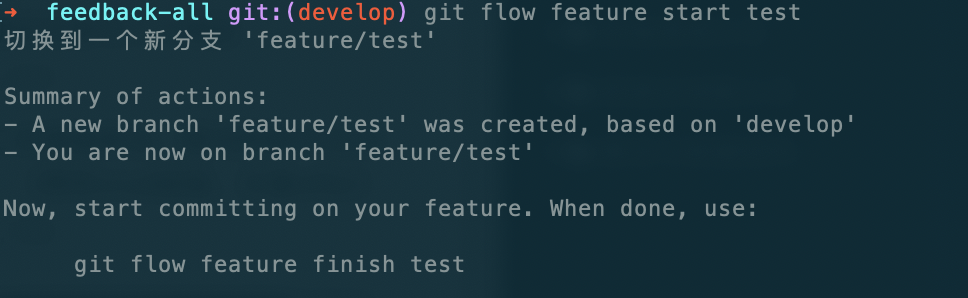 ➜ feedback-all git:(develop) git flow feature start test
切换到一个新分支 'feature/test'
Summary of actions:
- A new branch 'feature/test' was created, based on 'develop'
- You are now on branch 'feature/test'
Now, start committing on your feature. When done, use:
git flow feature finish test